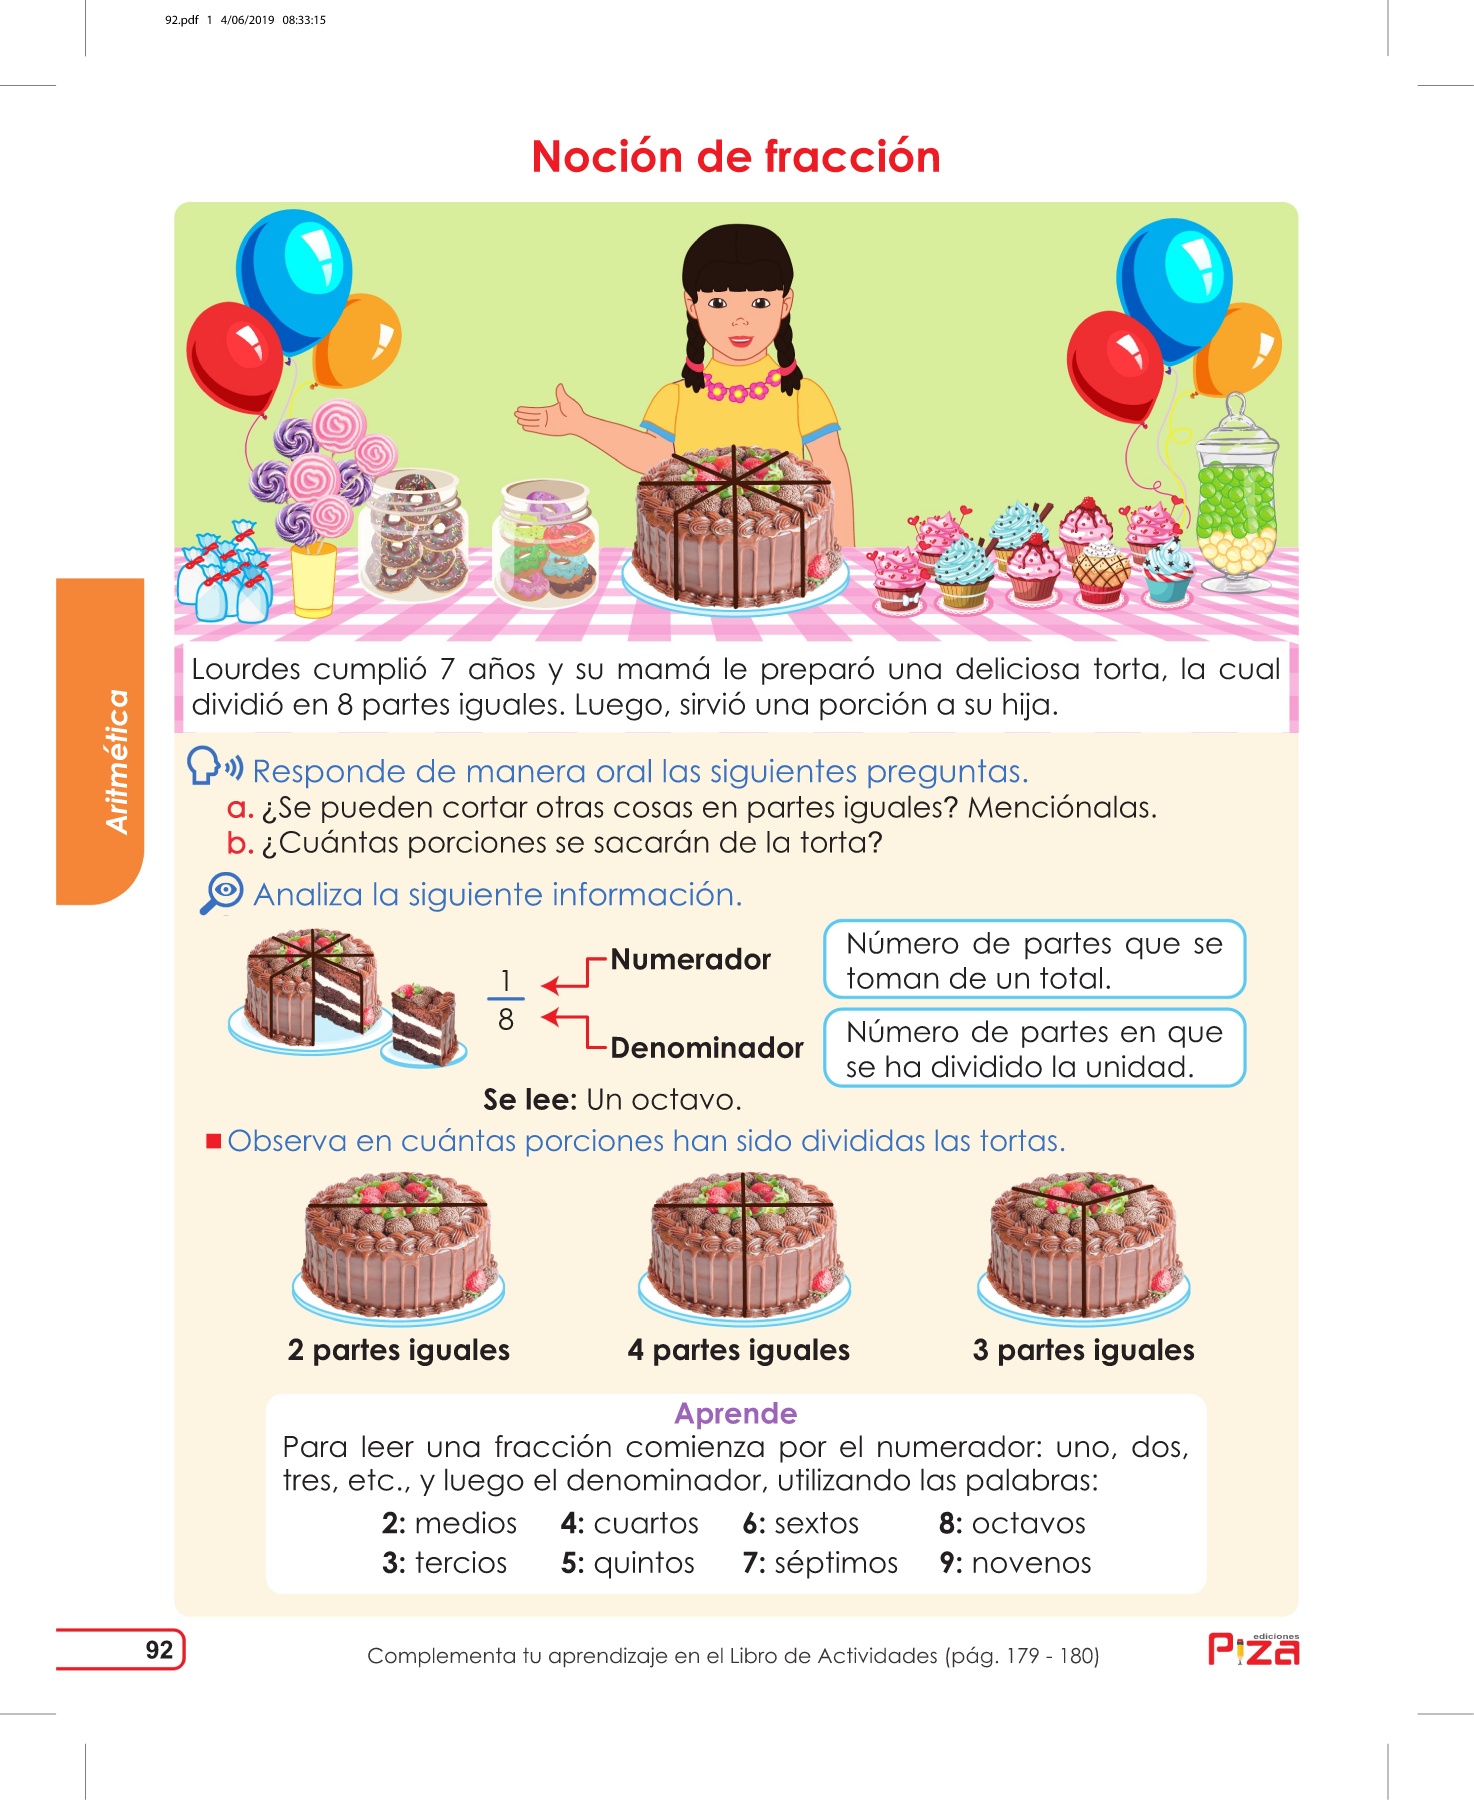 92.pdf 1 4/06/2019 08:33:15
Noción de fracción
Lourdes cumplió 7 años y su mamá le preparó una deliciosa torta, la cual
dividió en 8 partes iguales. Luego, sirvió una porción a su hija.
Aritmética
Responde de manera oral las siguientes preguntas.
a. ¿Se pueden cortar otras cosas en partes iguales? Menciónalas.
b. ¿Cuántas porciones se sacarán de la torta?
Analiza la siguiente información.
1
8
Numerador
Denominador
Número de partes que se
toman de un total.
Número de partes en que
se ha dividido la unidad.
Se lee: Un octavo.
Observa en cuántas porciones han sido divididas las tortas.
2 partes iguales
4 partes iguales
3 partes iguales
Aprende
Para leer una fracción comienza por el numerador: uno, dos,
tres, etc., y luego el denominador, utilizando las palabras:
2: medios 4: cuartos 6: sextos 8: octavos
3: tercios 5: quintos 7: séptimos 9: novenos
92
Complementa tu aprendizaje en el Libro de Actividades (pág. 179 - 180)
ediciones
Piza